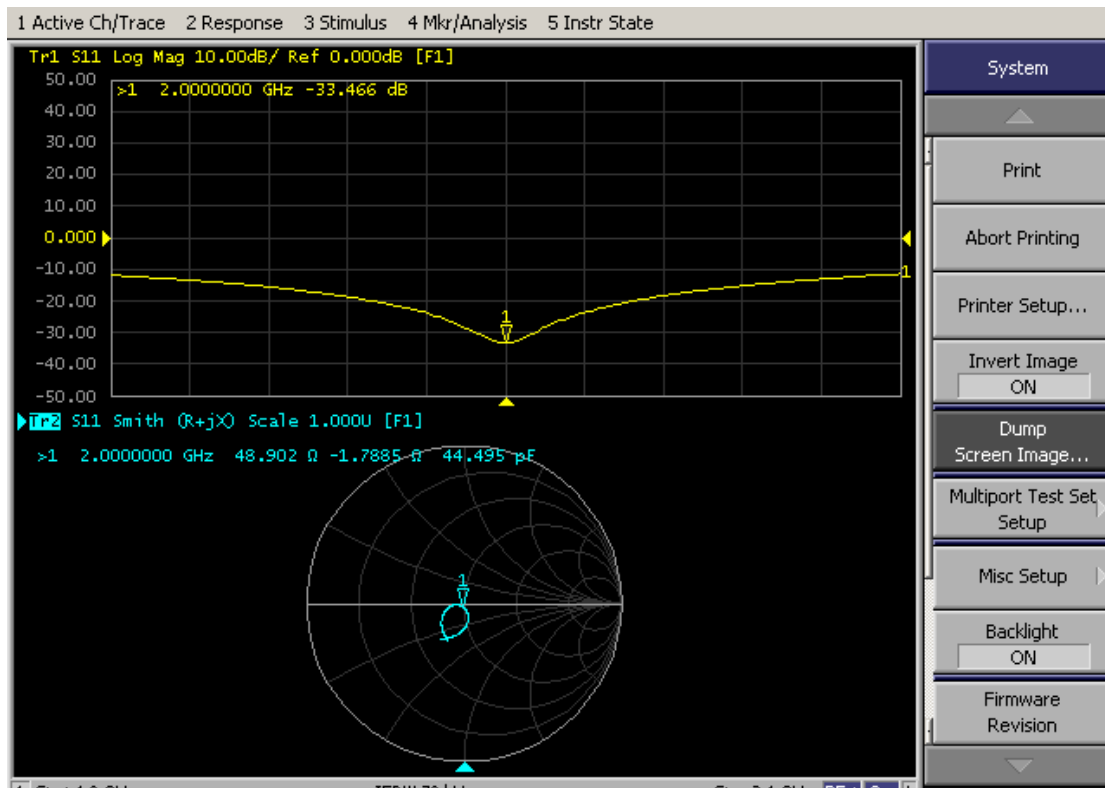 1 Active Ch/Trace 2 Response 3 Stimulus 4 Mkr/Analysis 5 Instr State
Tr1 S11 Log Mag 10.00dB/ Ref 0.000dB [F1]
50.00
>1 2.0000000 GHz -33.466 dB
40.00
30.00
20.00
10.00
0.000
-10.00
1
-20.00
-30.00
1
-40.00
-50.00
Tr2 S11 Smith (R+jX) Scale 1.000U [F1]
>1 2.0000000 GHz 48.902 Ω -1.7885 Ω 44.495 pF
1
System
Print
Abort Printing
Printer Setup...
Invert Image
ON
Dump
Screen Image...
Multiport Test Set
Setup
Misc Setup
Backlight
ON
Firmware
Revision